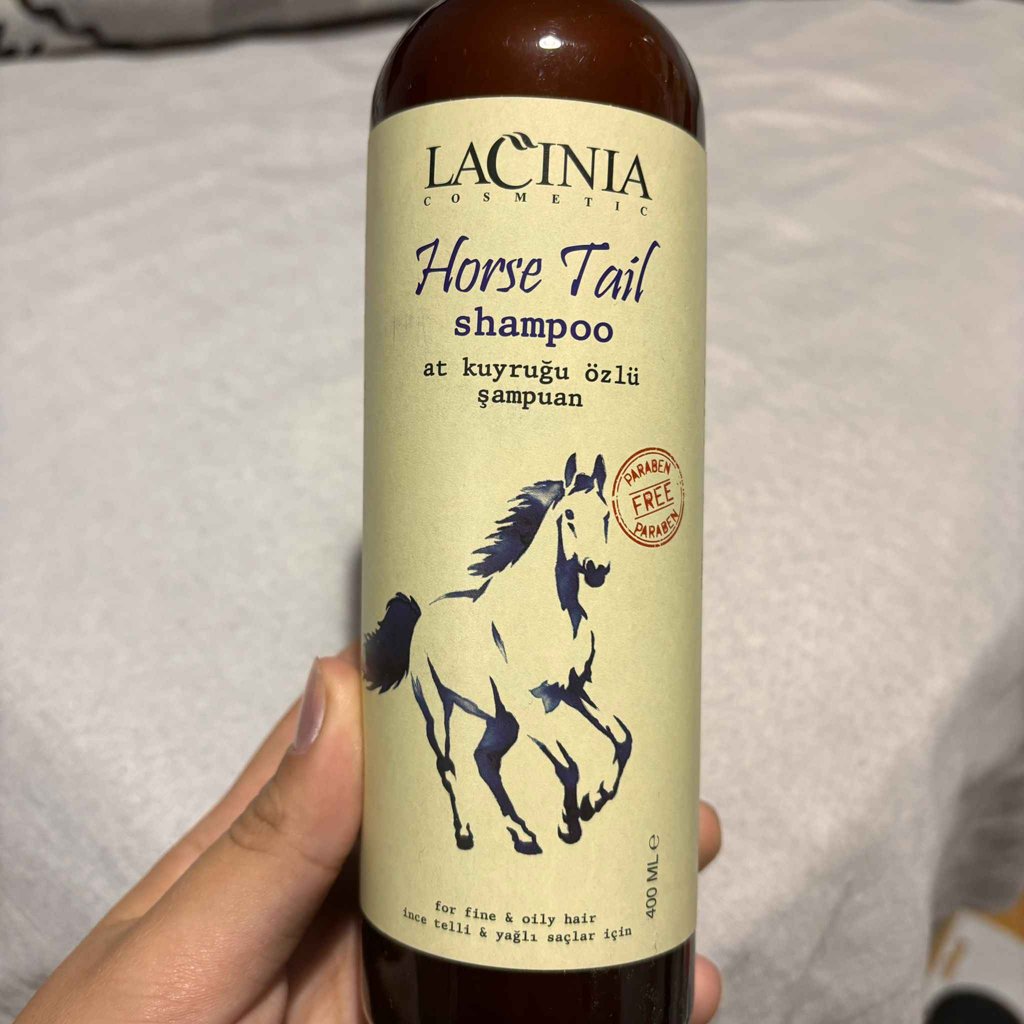 LACINIA
COSMETIC
Horse Tail
shampoo
at kuyruğu özlü
şampuan
PARABEN
FREE
PARABEN
400 ML ℮
for fine & oily hair
ince telli & yağlı saçlar için